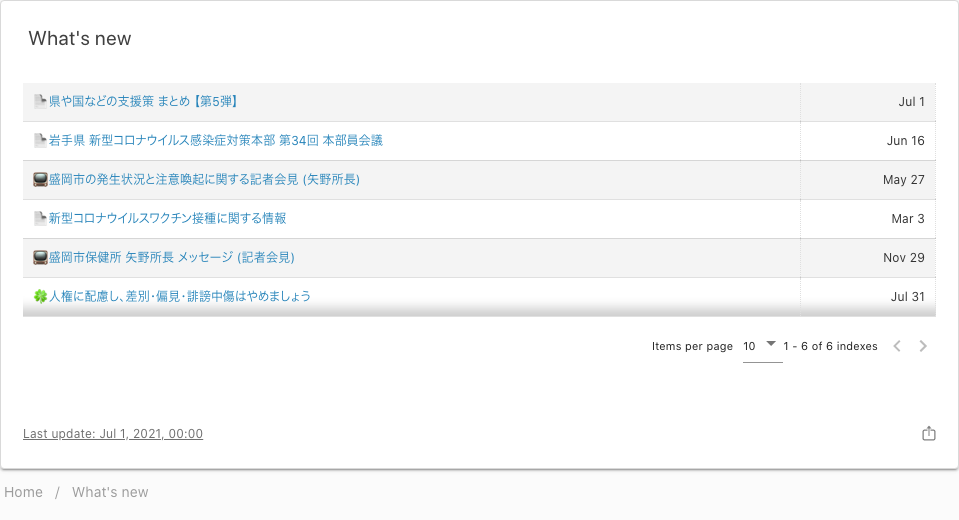 What's new
県や国などの支援策 まとめ【第5弾】 Jul 1
岩手県 新型コロナウイルス感染症対策本部 第34回 本部員会議 Jun 16
盛岡市の発生状況と注意喚起に関する記者会見 (矢野所長) May 27
新型コロナウイルスワクチン接種に関する情報 Mar 3
盛岡市保健所 矢野所長 メッセージ (記者会見) Nov 29
人権に配慮し、差別・偏見・誹謗中傷はやめましょう Jul 31
Items per page 10 1 - 6 of 6 indexes
Last update: Jul 1, 2021, 00:00
Home / What's new